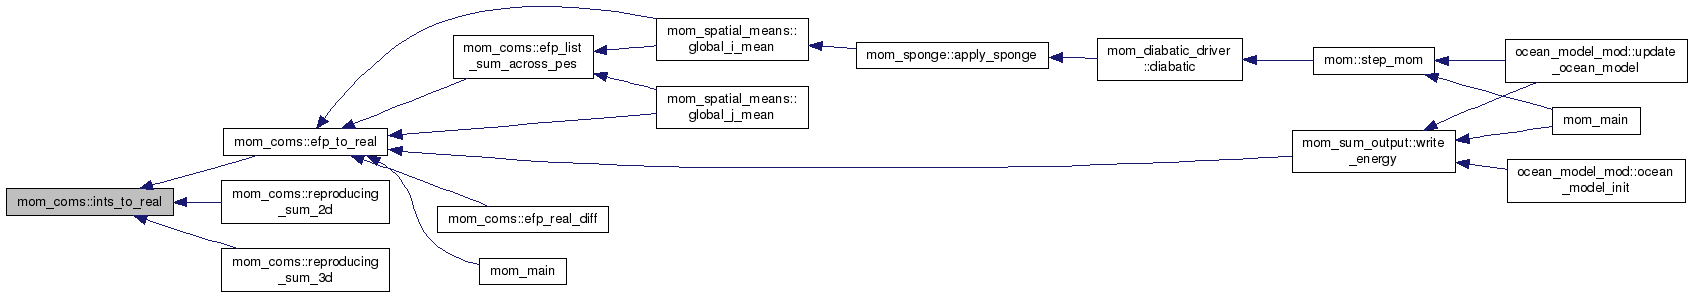 mom_coms::ints_to_real
mom_coms::efp_to_real
mom_coms::reproducing
_sum_2d
mom_coms::reproducing
_sum_3d
mom_coms::efp_list
_sum_across_pes
mom_coms::efp_real_diff
mom_main
mom_spatial_means::
global_i_mean
mom_spatial_means::
global_j_mean
mom_sponge::apply_sponge
mom_diabatic_driver
::diabatic
mom::step_mom
mom_sum_output::write
_energy
ocean_model_mod::update
_ocean_model
mom_main
ocean_model_mod::ocean
_model_init